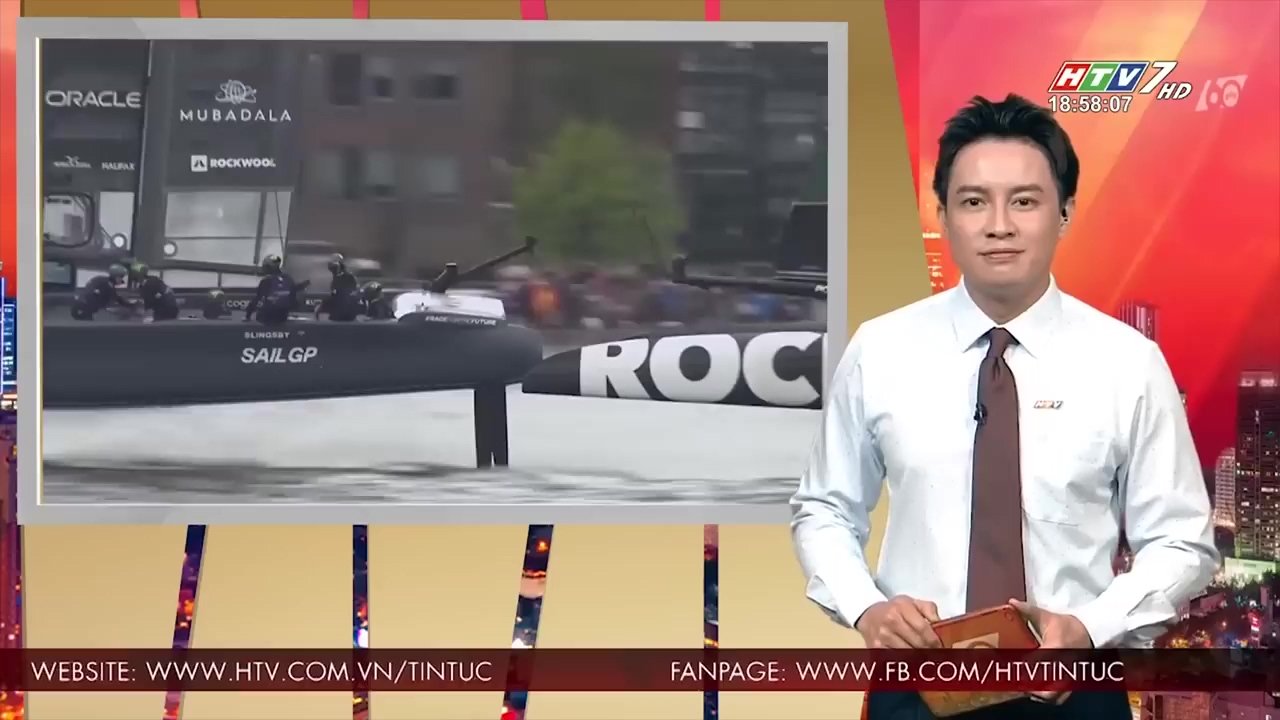 ORACLE
MUBADALA
HALIFAX
ROCKWOOL
SLINGSBY
SAILGP
ROC
HTV7 HD
18:58:07
60
HTV
WEBSITE: WWW.HTV.COM.VN/TINTUC
FANPAGE: WWW.FB.COM/HTVTINTUC